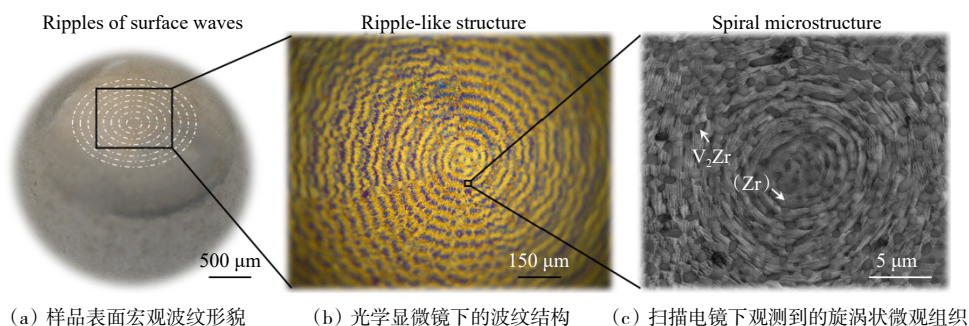 Ripples of surface waves
Ripple-like structure
Spiral microstructure
V₂Zr
（Zr）
500 μm
150 μm
5 μm
（a）样品表面宏观波纹形貌
（b）光学显微镜下的波纹结构
（c）扫描电镜下观测到的旋涡状微观组织